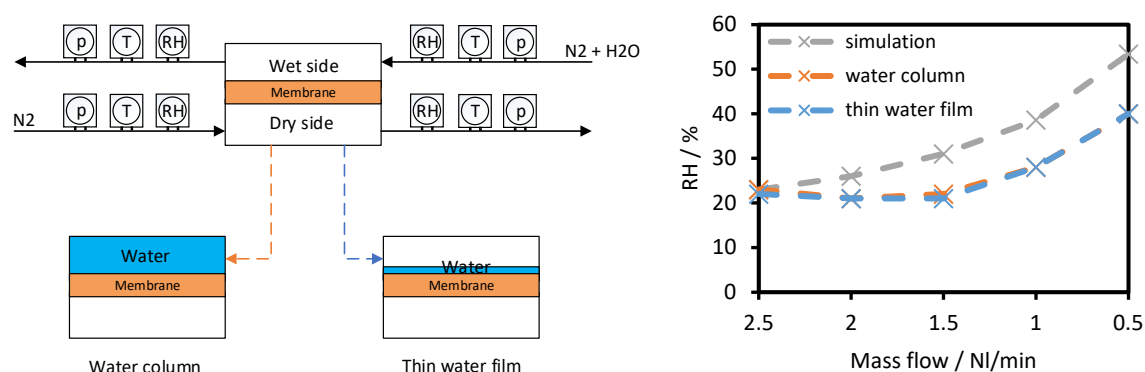 p T RH
RH T p
N2 + H2O
Wet side
Membrane
Dry side
N2
p T RH
RH T p
Water
Membrane
Water column
Water
Membrane
Thin water film
60
50
40
30
20
10
0
RH / %
simulation
water column
thin water film
2.5 2 1.5 1 0.5
Mass flow / Nl/min